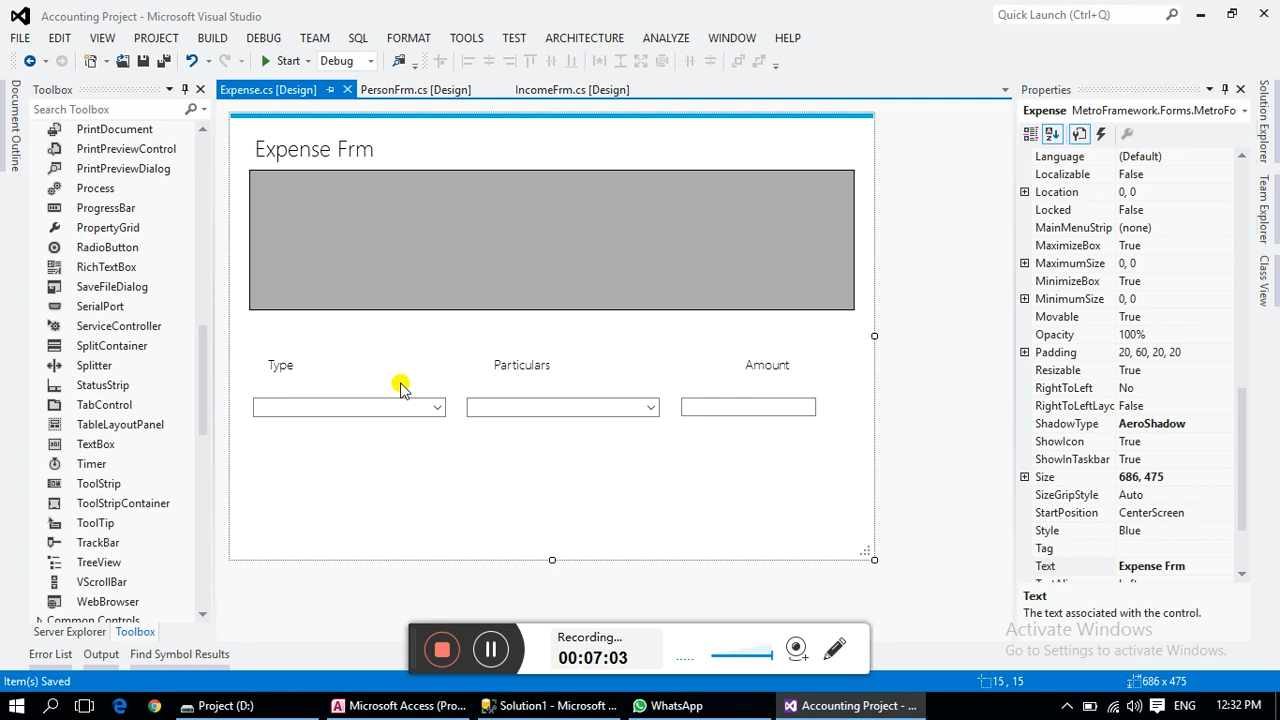 Accounting Project - Microsoft Visual Studio
Quick Launch (Ctrl+Q)
FILE EDIT VIEW PROJECT BUILD DEBUG TEAM SQL FORMAT TOOLS TEST ARCHITECTURE ANALYZE WINDOW HELP
Start Debug
Toolbox
Expense.cs [Design] PersonFrm.cs [Design] IncomeFrm.cs [Design]
Properties
Search Toolbox
Expense MetroFramework.Forms.MetroFo
PrintDocument
PrintPreviewControl
PrintPreviewDialog
Process
ProgressBar
PropertyGrid
RadioButton
RichTextBox
SaveFileDialog
SerialPort
ServiceController
SplitContainer
Splitter
StatusStrip
TabControl
TableLayoutPanel
TextBox
Timer
ToolStrip
ToolStripContainer
ToolTip
TrackBar
TreeView
VScrollBar
WebBrowser
Common Controls
Server Explorer Toolbox
Document Outline
Expense Frm
Type Particulars Amount
Language (Default)
Localizable False
Location 0, 0
Locked False
MainMenuStrip (none)
MaximizeBox True
MaximumSize 0, 0
MinimizeBox True
MinimumSize 0, 0
Movable True
Opacity 100%
Padding 20, 60, 20, 20
Resizable True
RightToLeft No
RightToLeftLayo False
ShadowType AeroShadow
ShowIcon True
ShowInTaskbar True
Size 686, 475
SizeGripStyle Auto
StartPosition CenterScreen
Style Blue
Tag
Text Expense Frm
Text
The text associated with the control.
Solution Explorer
Team Explorer
Class View
Activate Windows
Go to Settings to activate Windows.
Recording...
00:07:03
Error List Output Find Symbol Results
Item(s) Saved
15 , 15
686 x 475
Project (D:)
Microsoft Access (Pro...
Solution1 - Microsoft ...
WhatsApp
Accounting Project - ...
ENG
12:32 PM